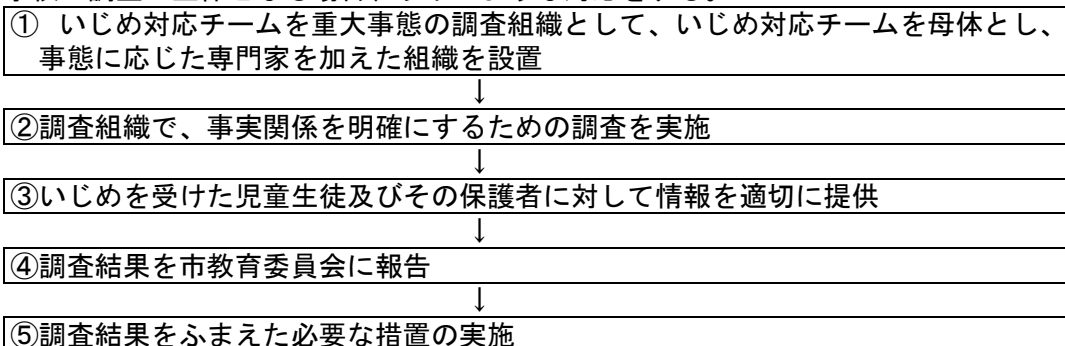 ① いじめ対応チームを重大事態の調査組織として、いじめ対応チームを母体とし、
事態に応じた専門家を加えた組織を設置
↓
②調査組織で、事実関係を明確にするための調査を実施
↓
③いじめを受けた児童生徒及びその保護者に対して情報を適切に提供
↓
④調査結果を市教育委員会に報告
↓
⑤調査結果をふまえた必要な措置の実施